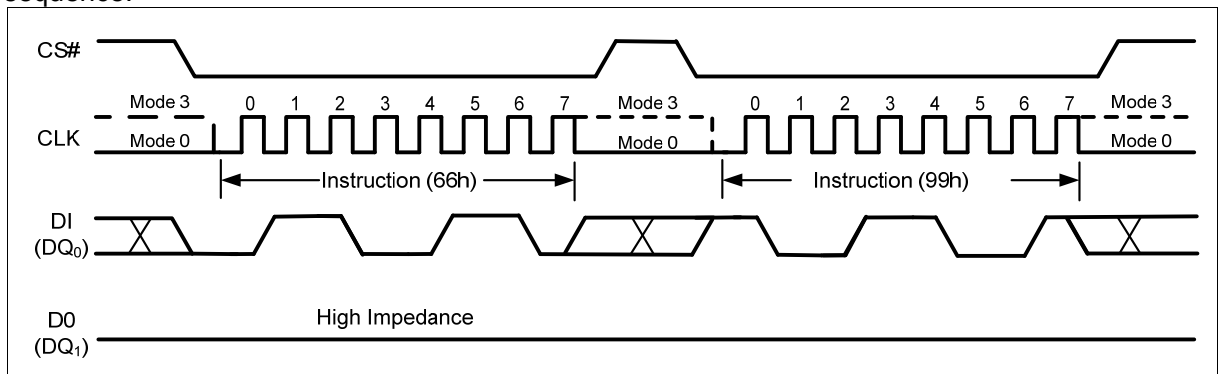 sequence.
CS#
Mode 3 0 1 2 3 4 5 6 7 Mode 3 0 1 2 3 4 5 6 7 Mode 3
CLK Mode 0 Mode 0 Mode 0
Instruction (66h) Instruction (99h)
DI
(DQ0)
High Impedance
D0
(DQ1)